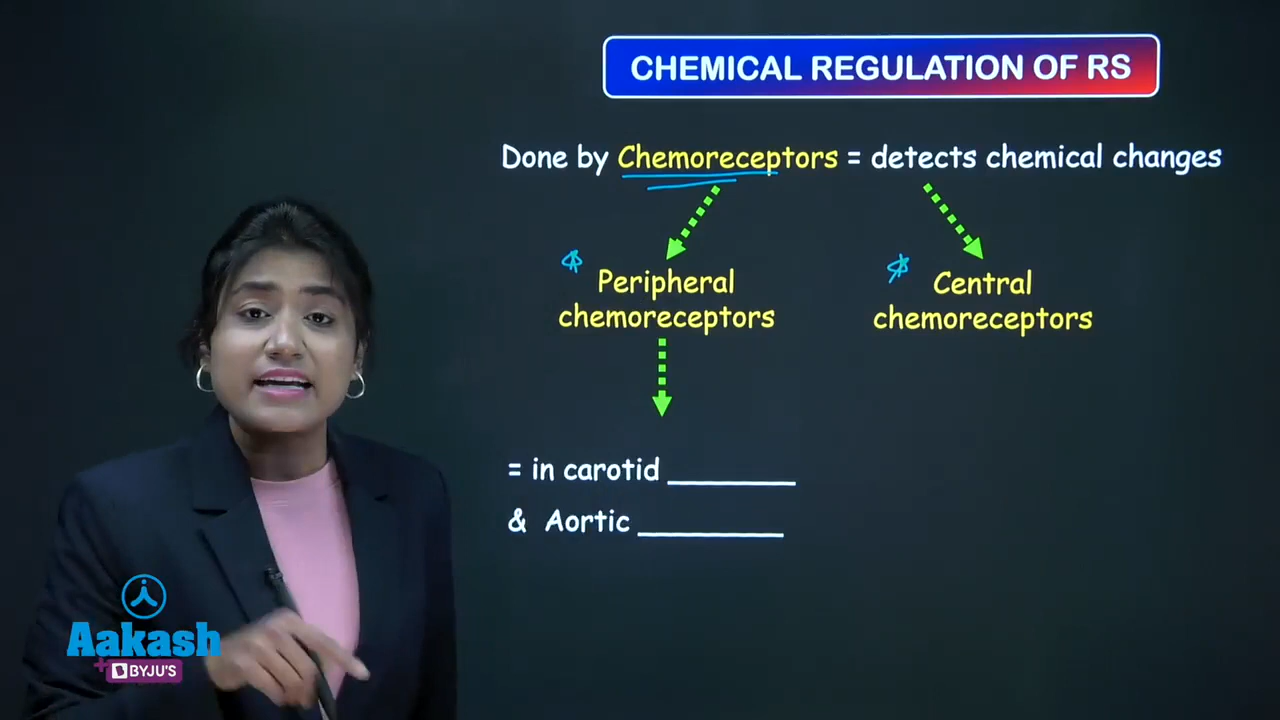 CHEMICAL REGULATION OF RS
Done by Chemoreceptors = detects chemical changes
Peripheral
chemoreceptors
Central
chemoreceptors
= in carotid ________
& Aortic _________
Aakash
+ BYJU'S